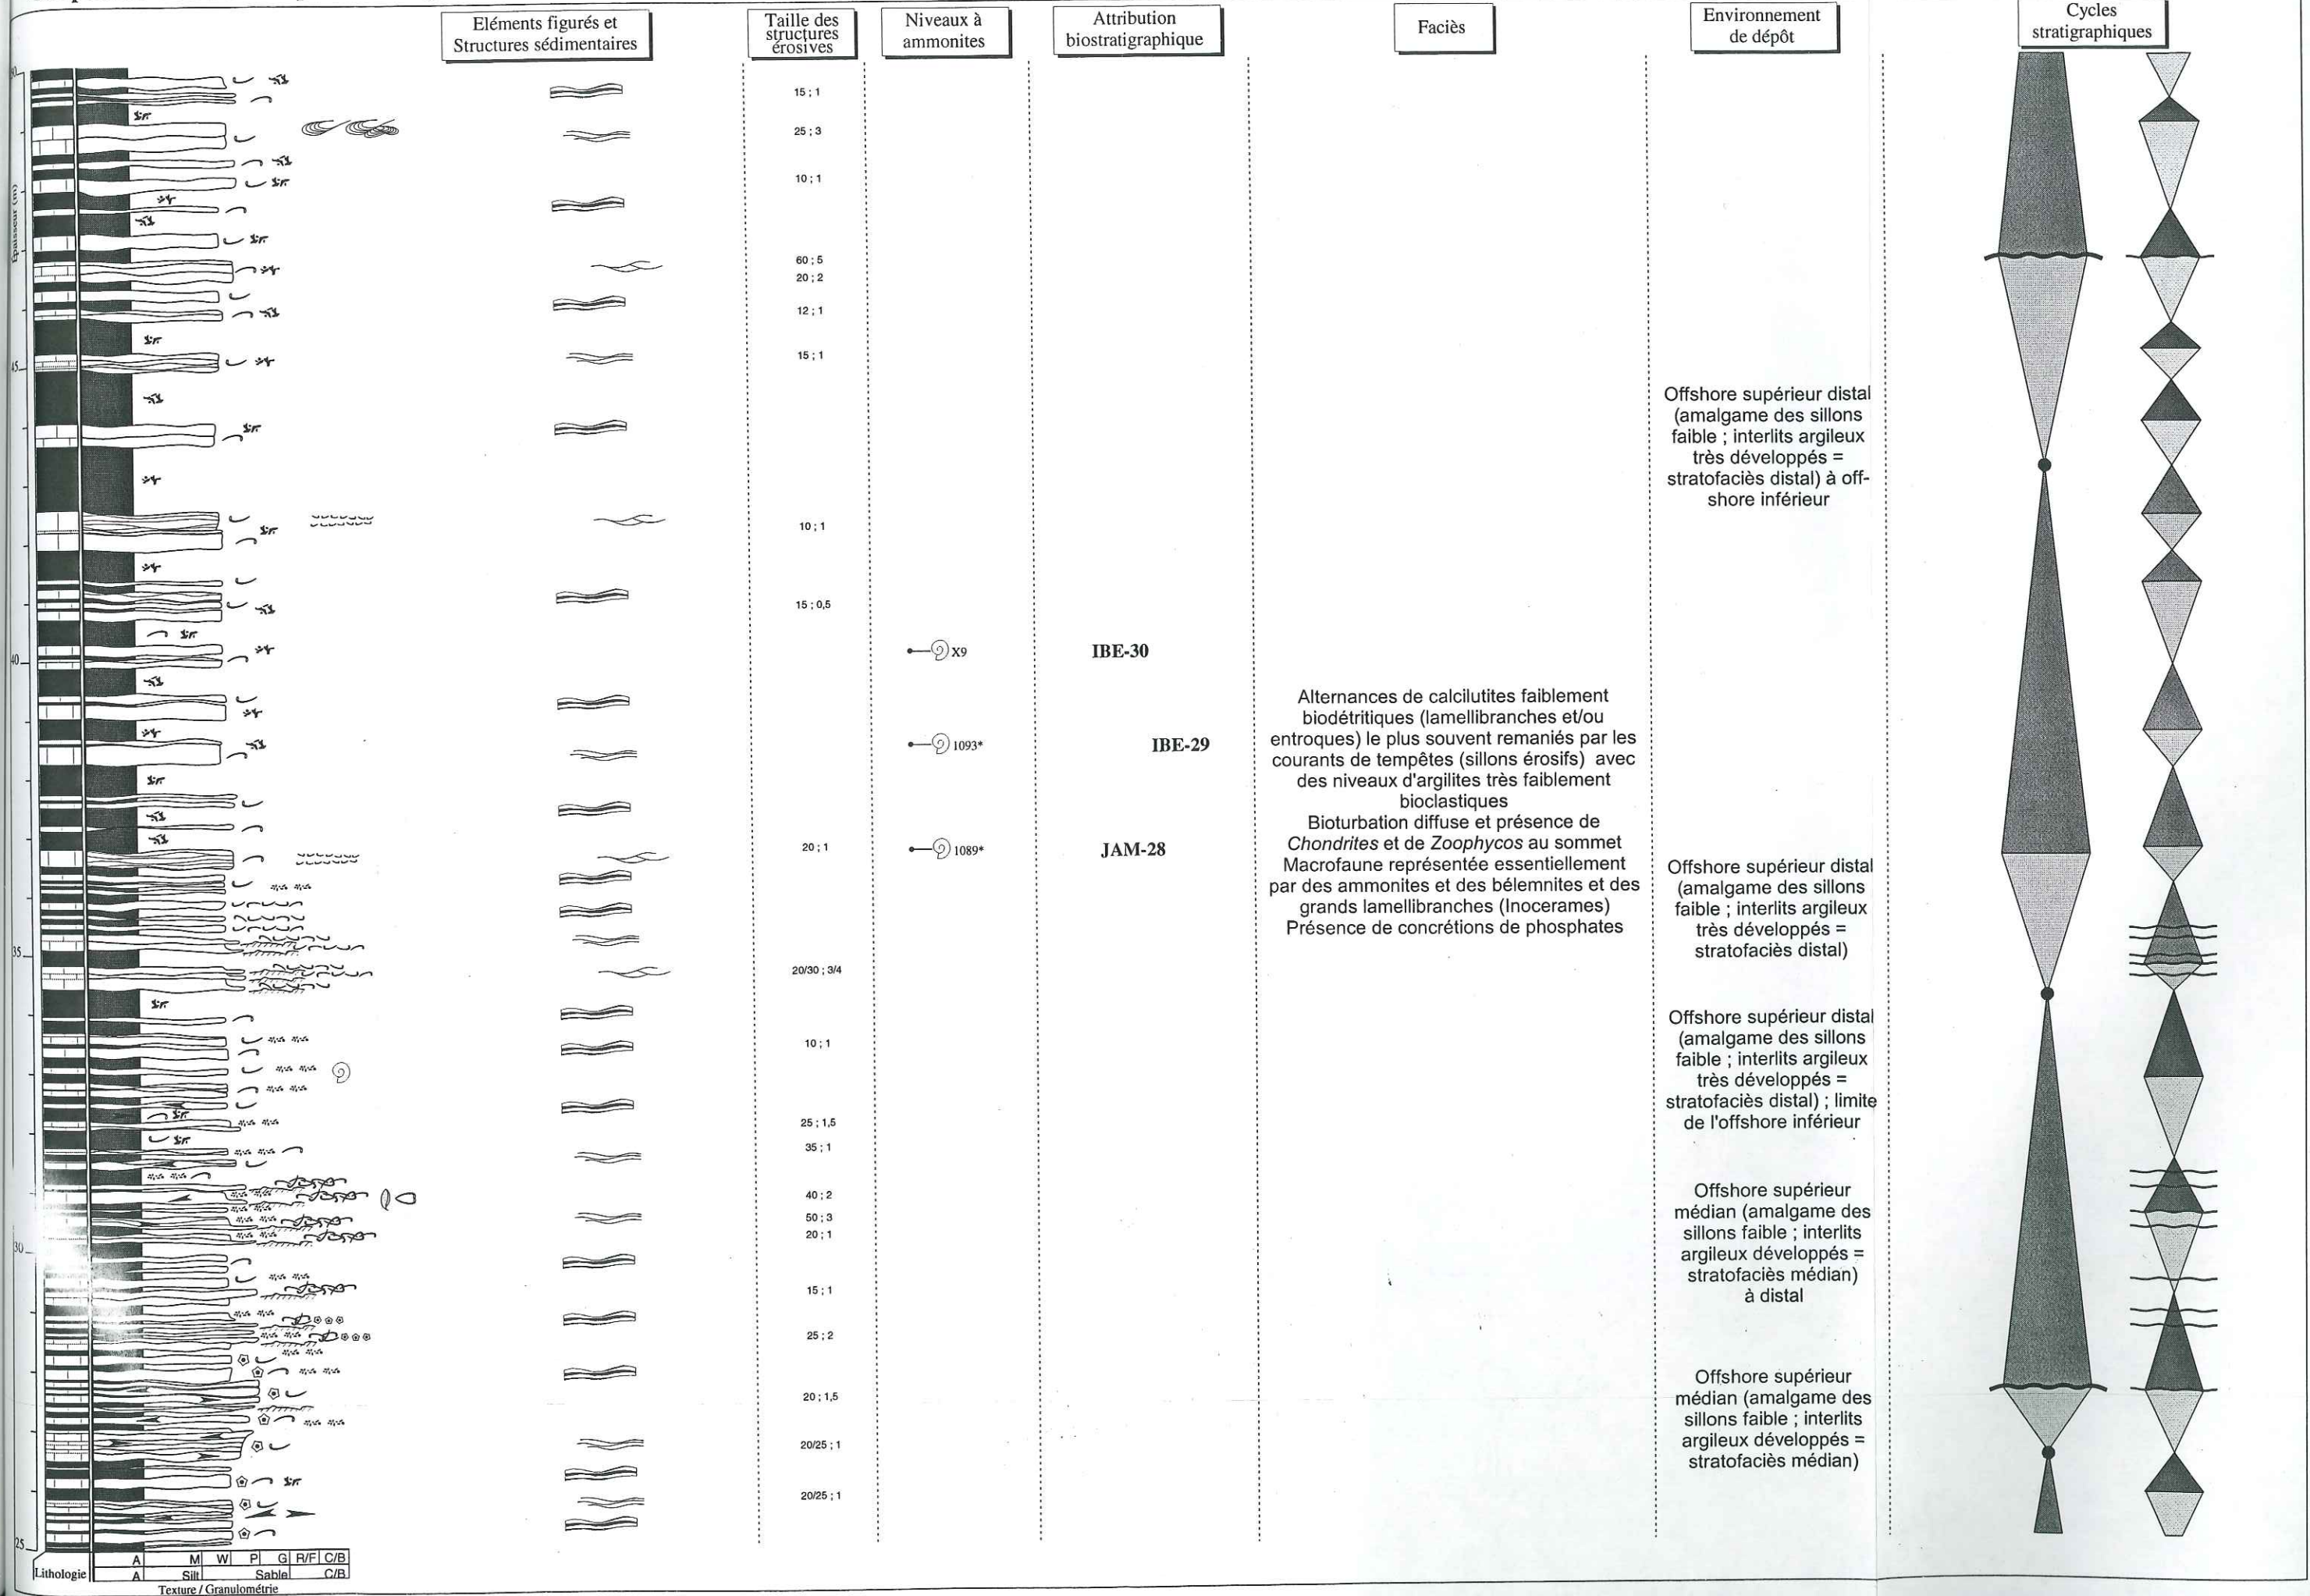 Eléments figurés et
Structures sédimentaires
Taille des
structures
érosives
Niveaux à
ammonites
Attribution
biostratigraphique
Faciès
Environnement
de dépôt
Cycles
stratigraphiques
15 ; 1
25 ; 3
10 ; 1
60 ; 5
20 ; 2
12 ; 1
15 ; 1
45
10 ; 1
15 ; 0,5
40
X9
IBE-30
1093*
IBE-29
20 ; 1
1089*
JAM-28
35
20/30 ; 3/4
10 ; 1
25 ; 1,5
35 ; 1
40 ; 2
50 ; 3
20 ; 1
30
15 ; 1
25 ; 2
20 ; 1,5
20/25 ; 1
20/25 ; 1
25
Alternances de calcilutites faiblement
biodétritiques (lamellibranches et/ou
entroques) le plus souvent remaniés par les
courants de tempêtes (sillons érosifs) avec
des niveaux d'argilites très faiblement
bioclastiques
Bioturbation diffuse et présence de
Chondrites et de Zoophycos au sommet
Macrofaune représentée essentiellement
par des ammonites et des bélemnites et des
grands lamellibranches (Inocerames)
Présence de concrétions de phosphates
Offshore supérieur distal
(amalgame des sillons
faible ; interlits argileux
très développés =
stratofaciès distal) à off-
shore inférieur
Offshore supérieur distal
(amalgame des sillons
faible ; interlits argileux
très développés =
stratofaciès distal)
Offshore supérieur distal
(amalgame des sillons
faible ; interlits argileux
très développés =
stratofaciès distal) ; limite
de l'offshore inférieur
Offshore supérieur
médian (amalgame des
sillons faible ; interlits
argileux développés =
stratofaciès médian)
à distal
Offshore supérieur
médian (amalgame des
sillons faible ; interlits
argileux développés =
stratofaciès médian)
Lithologie
A M W P G R/F C/B
A Silt Sable C/B
Texture / Granulométrie